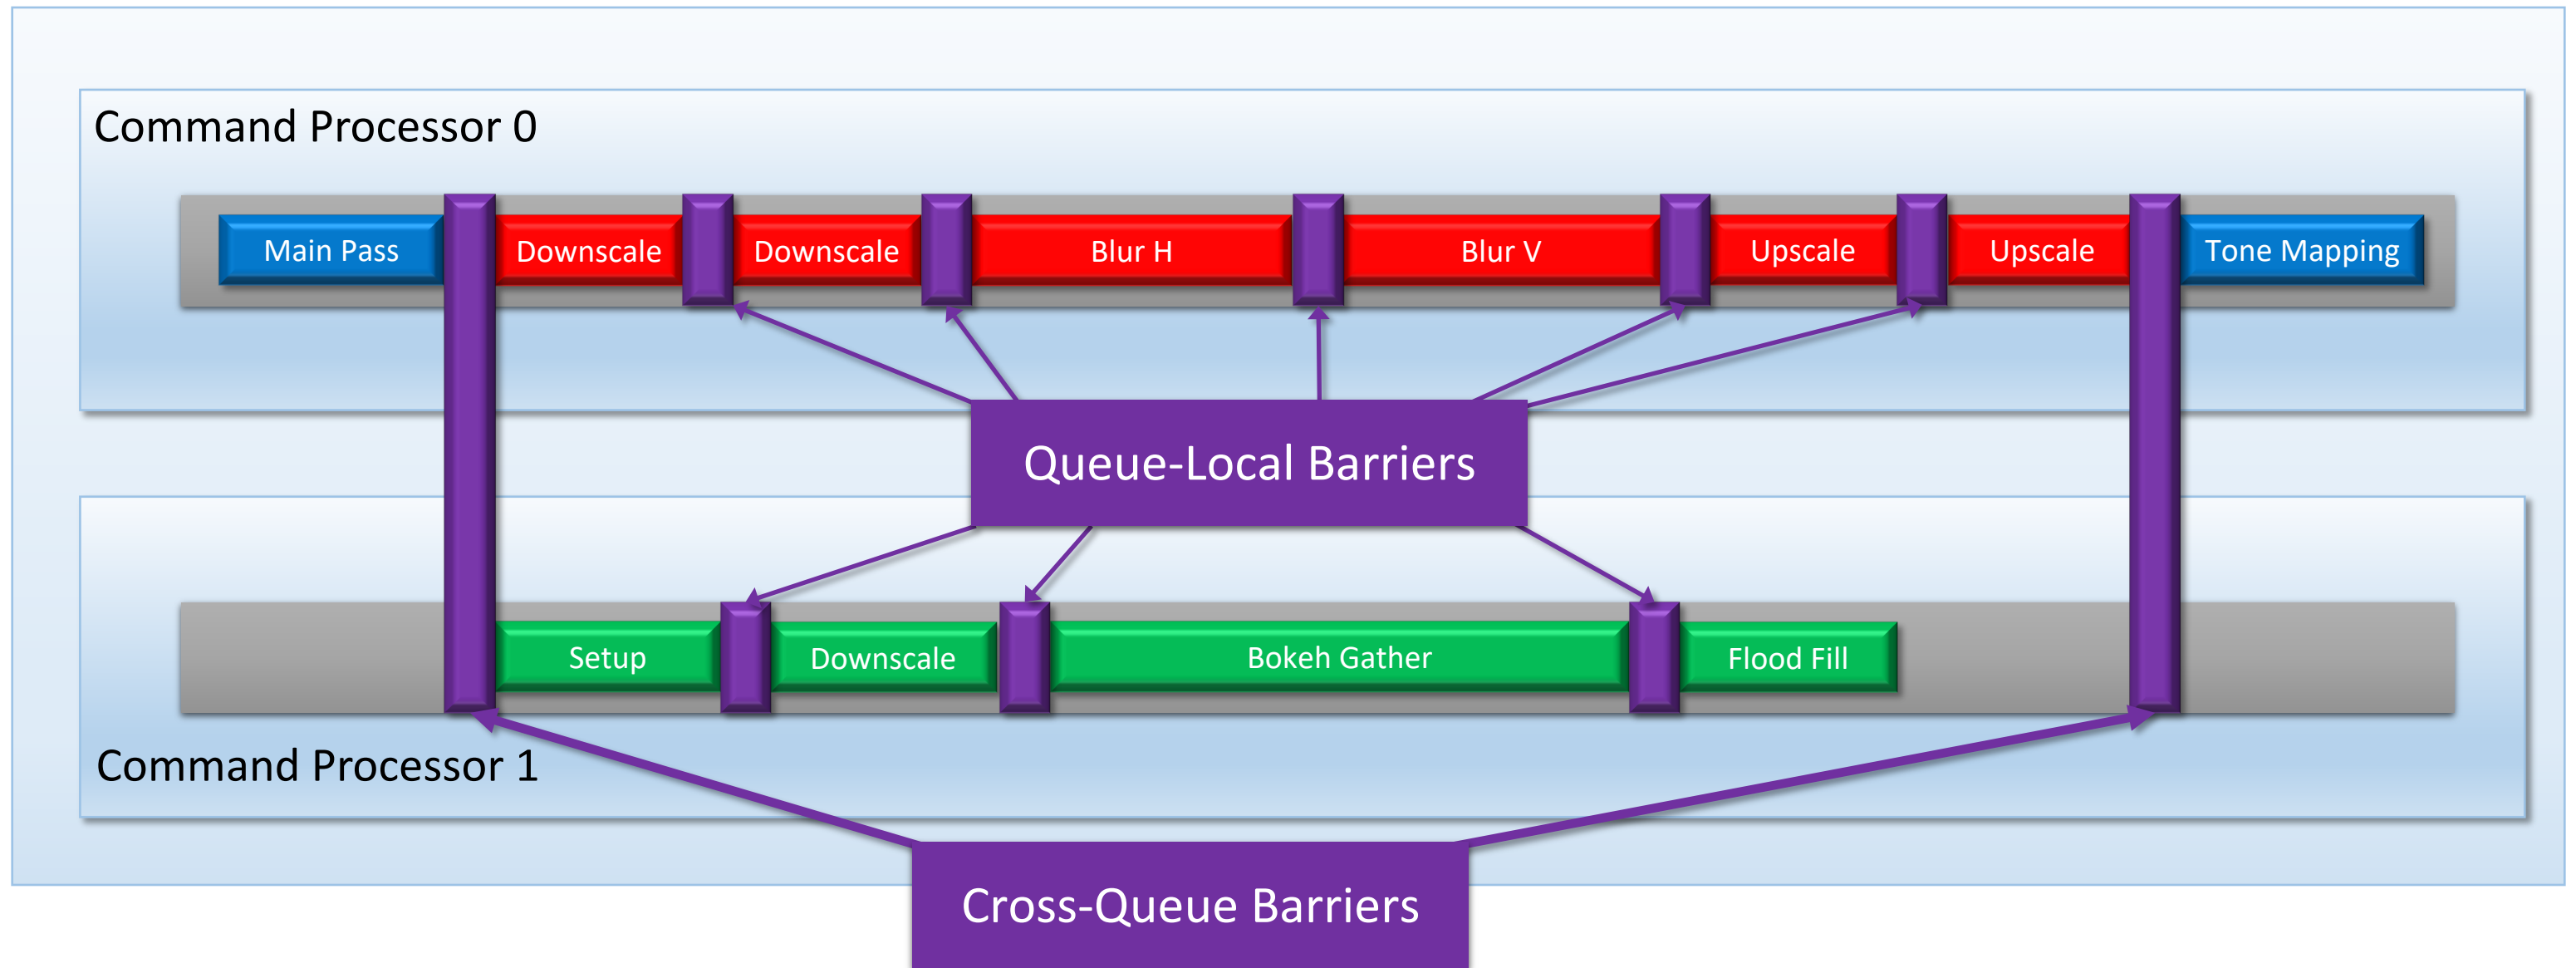 Command Processor 0
Main Pass
Downscale
Downscale
Blur H
Blur V
Upscale
Upscale
Tone Mapping
Queue-Local Barriers
Setup
Downscale
Bokeh Gather
Flood Fill
Command Processor 1
Cross-Queue Barriers